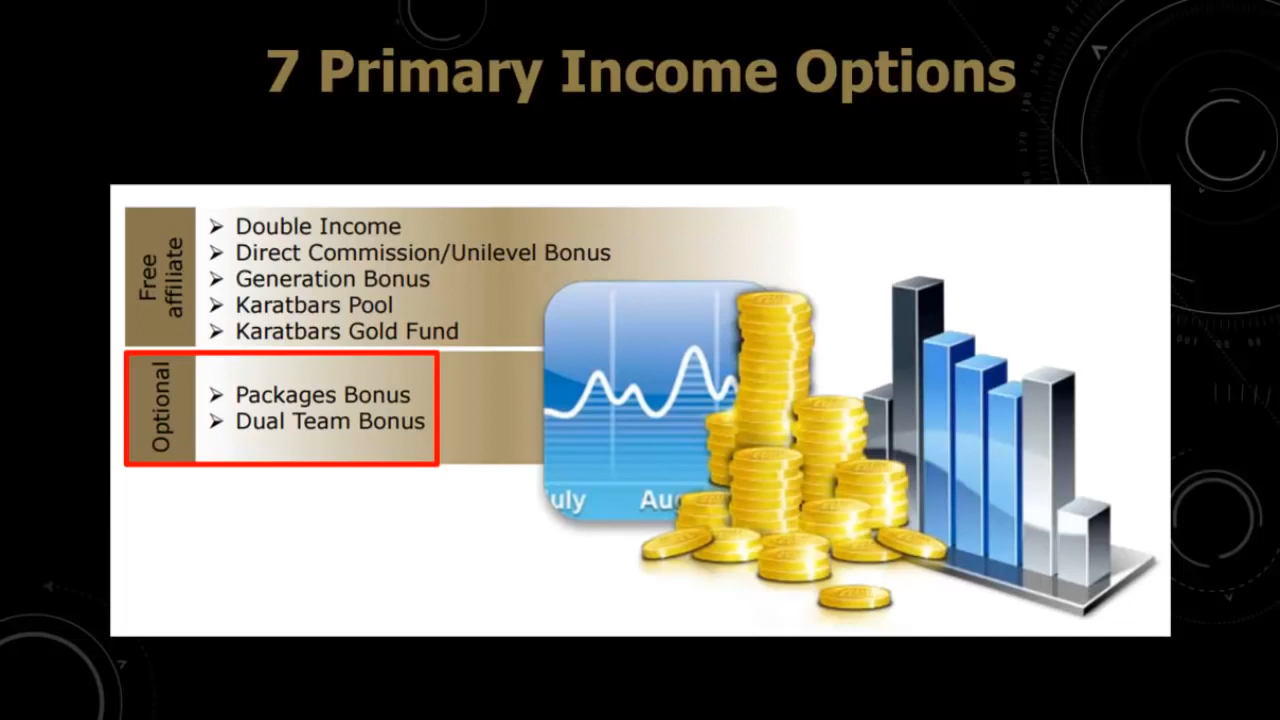 7 Primary Income Options
Free
affiliate
➢ Double Income
➢ Direct Commission/Unilevel Bonus
➢ Generation Bonus
➢ Karatbars Pool
➢ Karatbars Gold Fund
Optional
➢ Packages Bonus
➢ Dual Team Bonus